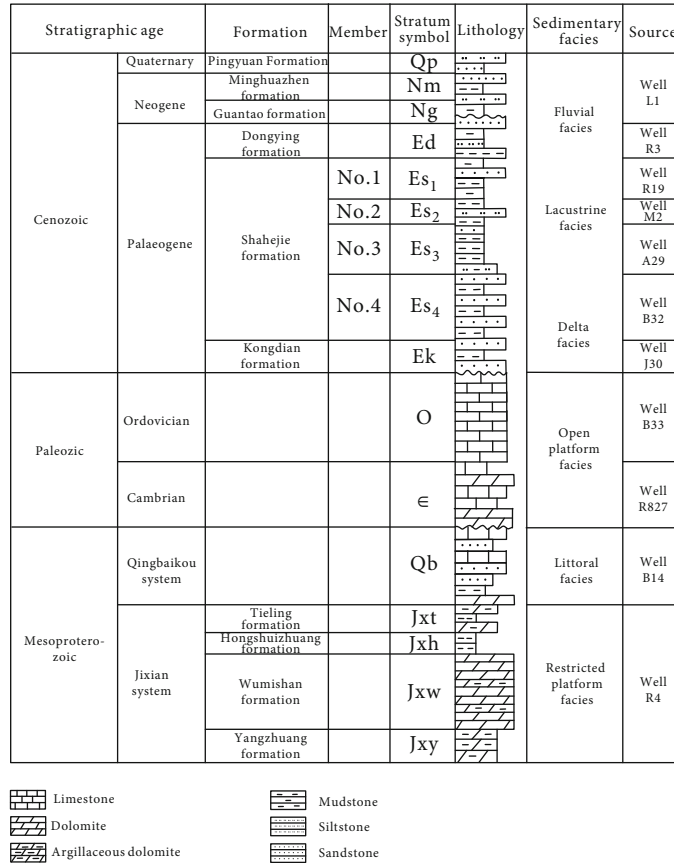 Stratigraphic age Formation Member Stratum symbol Lithology Sedimentary facies Source
Quaternary Pingyuan Formation Qp
Minghuazhen formation Nm
Neogene
Guantao formation Ng
Well L1
Fluvial facies
Dongying formation Ed Well R3
No.1 Es1 Well R19
No.2 Es2 Well M2
Cenozoic Palaeogene Shahejie formation
Lacustrine facies
No.3 Es3 Well A29
No.4 Es4 Well B32
Delta facies
Kongdian formation Ek Well J30
Ordovician O Well B33
Paleozic
Open platform facies
Cambrian ∈ Well R827
Qingbaikou system Qb Littoral facies Well B14
Mesoproterozoic
Tieling formation Jxt
Hongshuizhuang formation Jxh
Jixian system
Wumishan formation Jxw
Restricted platform facies
Well R4
Yangzhuang formation Jxy
Limestone
Dolomite
Argillaceous dolomite
Mudstone
Siltstone
Sandstone